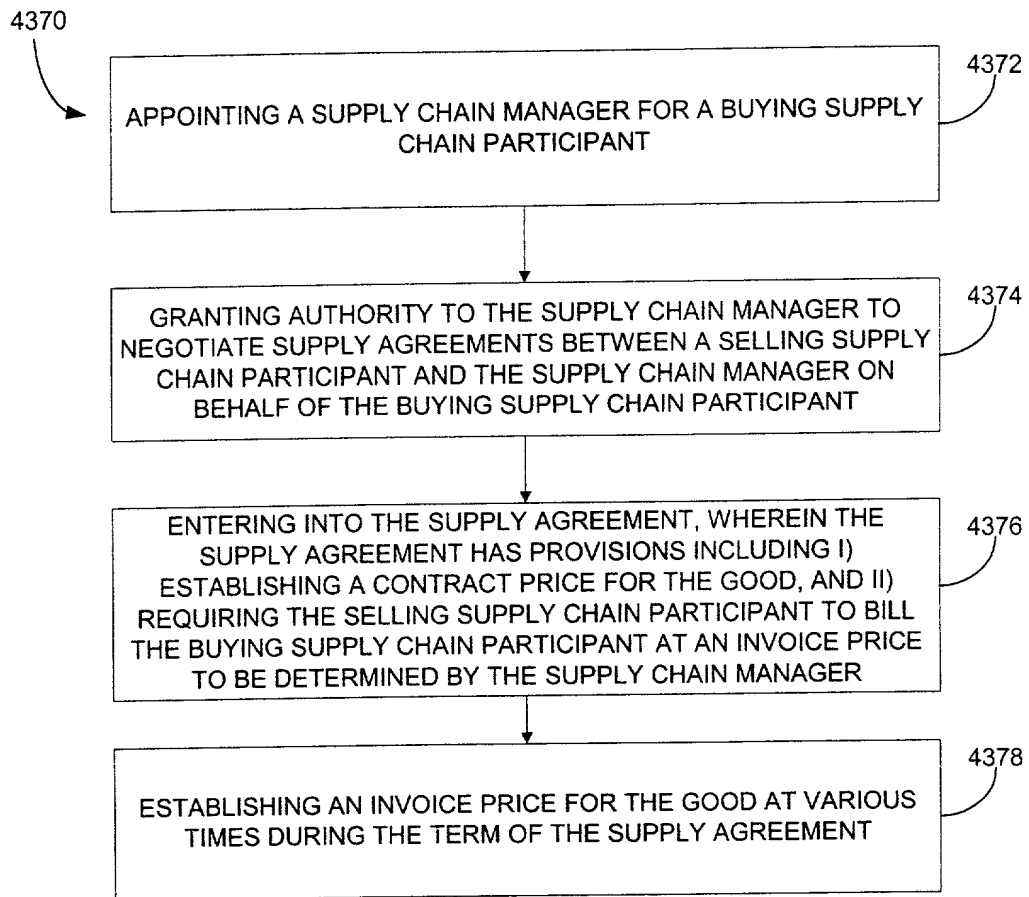 4370
4372
APPOINTING A SUPPLY CHAIN MANAGER FOR A BUYING SUPPLY
CHAIN PARTICIPANT
4374
GRANTING AUTHORITY TO THE SUPPLY CHAIN MANAGER TO
NEGOTIATE SUPPLY AGREEMENTS BETWEEN A SELLING SUPPLY
CHAIN PARTICIPANT AND THE SUPPLY CHAIN MANAGER ON
BEHALF OF THE BUYING SUPPLY CHAIN PARTICIPANT
4376
ENTERING INTO THE SUPPLY AGREEMENT, WHEREIN THE
SUPPLY AGREEMENT HAS PROVISIONS INCLUDING I)
ESTABLISHING A CONTRACT PRICE FOR THE GOOD, AND II)
REQUIRING THE SELLING SUPPLY CHAIN PARTICIPANT TO BILL
THE BUYING SUPPLY CHAIN PARTICIPANT AT AN INVOICE PRICE
TO BE DETERMINED BY THE SUPPLY CHAIN MANAGER
4378
ESTABLISHING AN INVOICE PRICE FOR THE GOOD AT VARIOUS
TIMES DURING THE TERM OF THE SUPPLY AGREEMENT